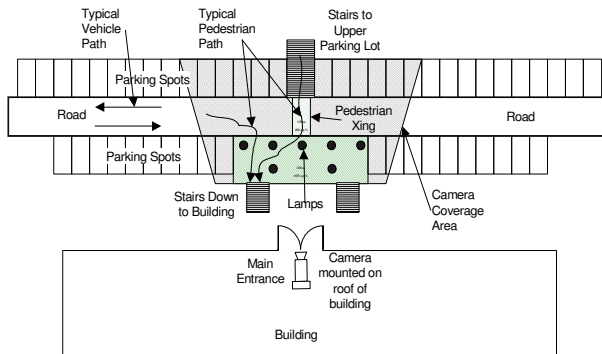 Typical
Vehicle
Path
Typical
Pedestrian
Path
Stairs to
Upper
Parking Lot
Parking Spots
Road
Pedestrian
Xing
Road
Parking Spots
Stairs Down
to Building
Lamps
Camera
Coverage
Area
Main
Entrance
Camera
mounted on
roof of
building
Building